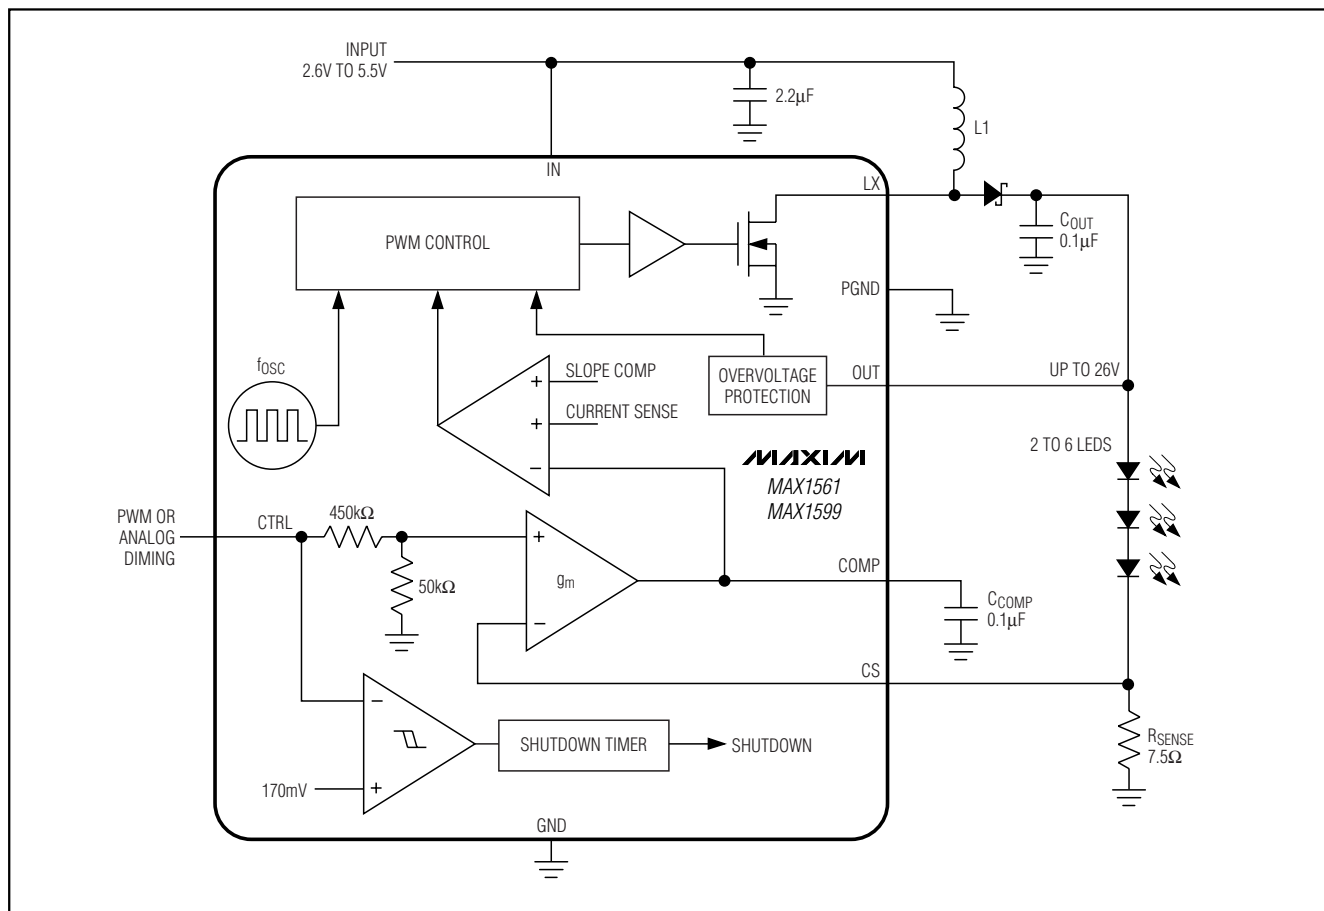 INPUT
2.6V TO 5.5V
2.2µF
L1
IN
LX
PWM CONTROL
COUT
0.1µF
PGND
fOSC
SLOPE COMP
CURRENT SENSE
OVERVOLTAGE
PROTECTION
OUT
UP TO 26V
+
+
−
MAXIM
MAX1561
MAX1599
2 TO 6 LEDS
PWM OR
ANALOG
DIMING
CTRL
450kΩ
50kΩ
+
gm
−
COMP
CCOMP
0.1µF
CS
−
+
170mV
SHUTDOWN TIMER
SHUTDOWN
RSENSE
7.5Ω
GND